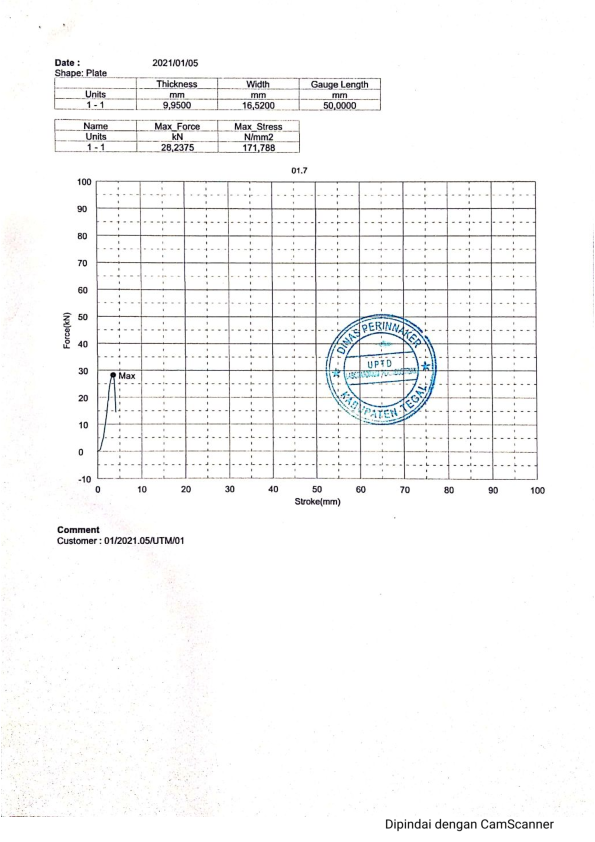 Date : 2021/01/05
Shape: Plate
Thickness Width Gauge Length
Units mm mm mm
1 - 1 9,9500 16,5200 50,0000
Name Max_Force Max_Stress
Units kN N/mm2
1 - 1 28,2375 171,788
01.7
100
90
80
70
60
50
40
30
20
10
0
-10
Force(kN)
Max
0 10 20 30 40 50 60 70 80 90 100
Stroke(mm)
DINAS PERINNAKER
UPTD
KABUPATEN TEGAL
Comment
Customer : 01/2021.05/UTM/01
Dipindai dengan CamScanner